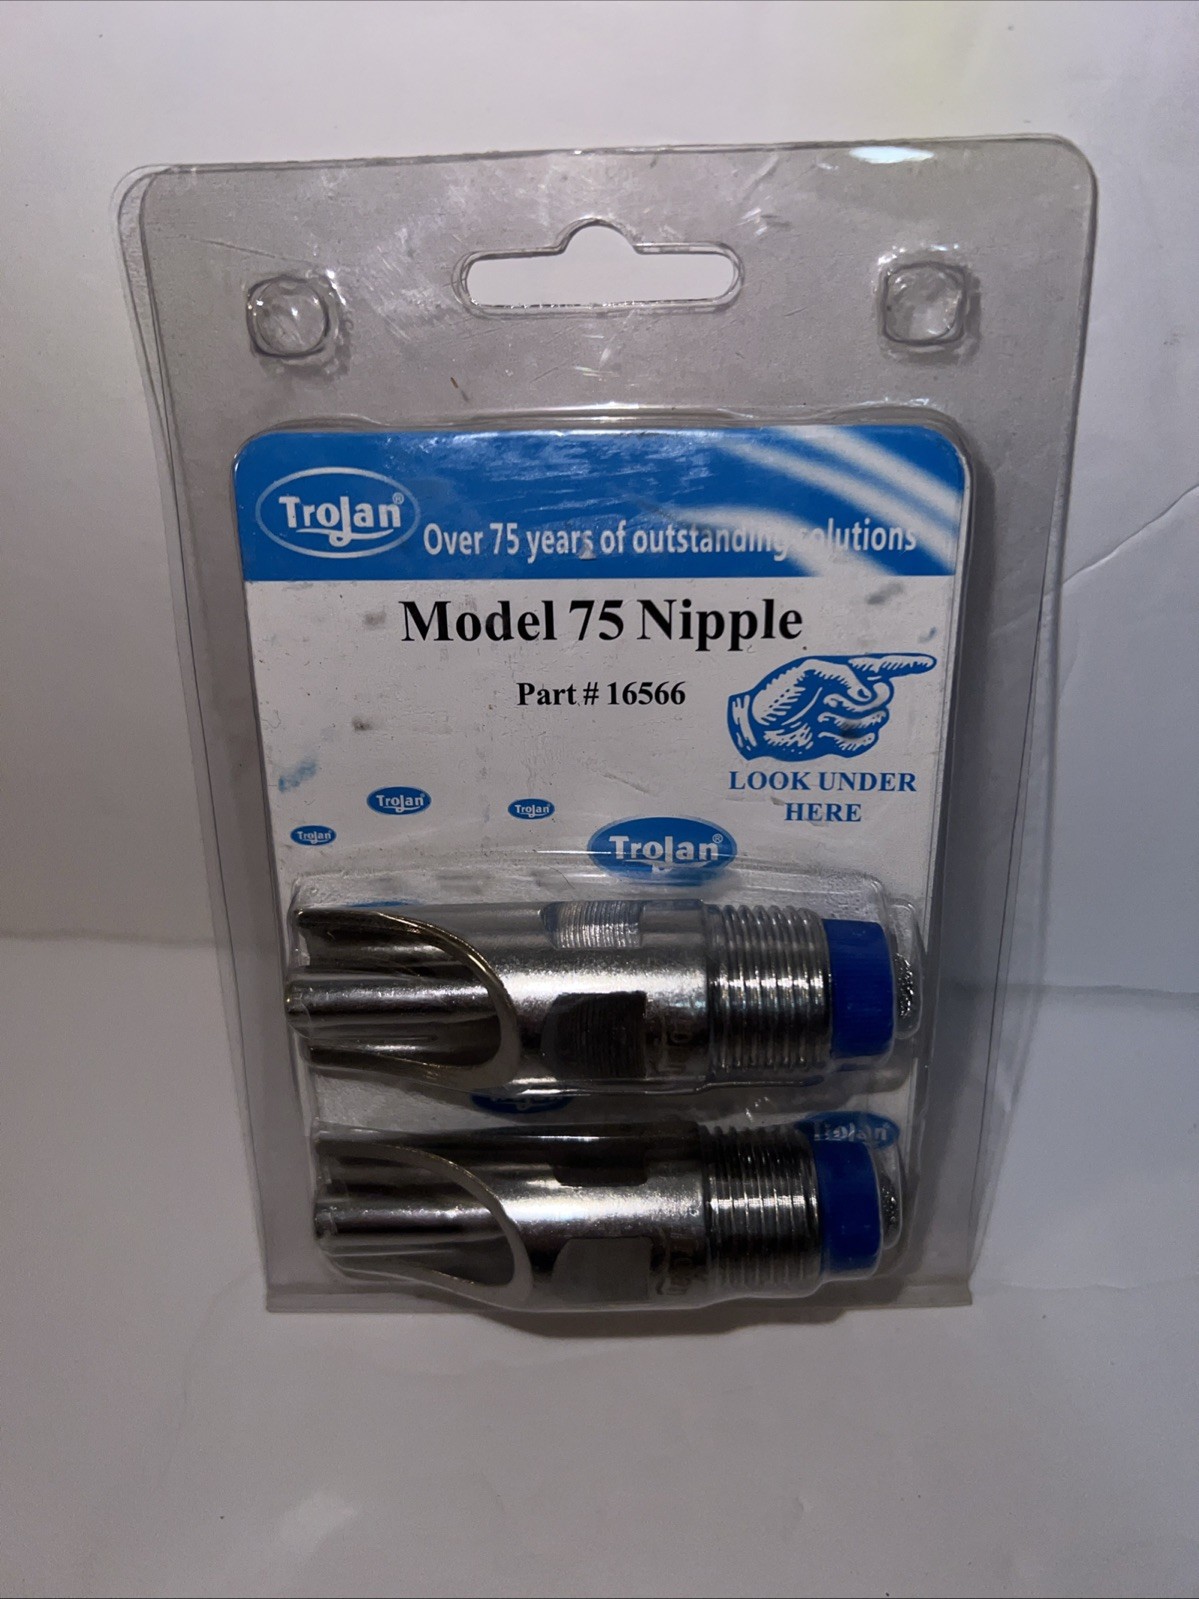 Trojan®
Over 75 years of outstanding solutions
Model 75 Nipple
Part # 16566
LOOK UNDER
HERE
Trojan
Trojan
Trojan
Trojan®
Trojan